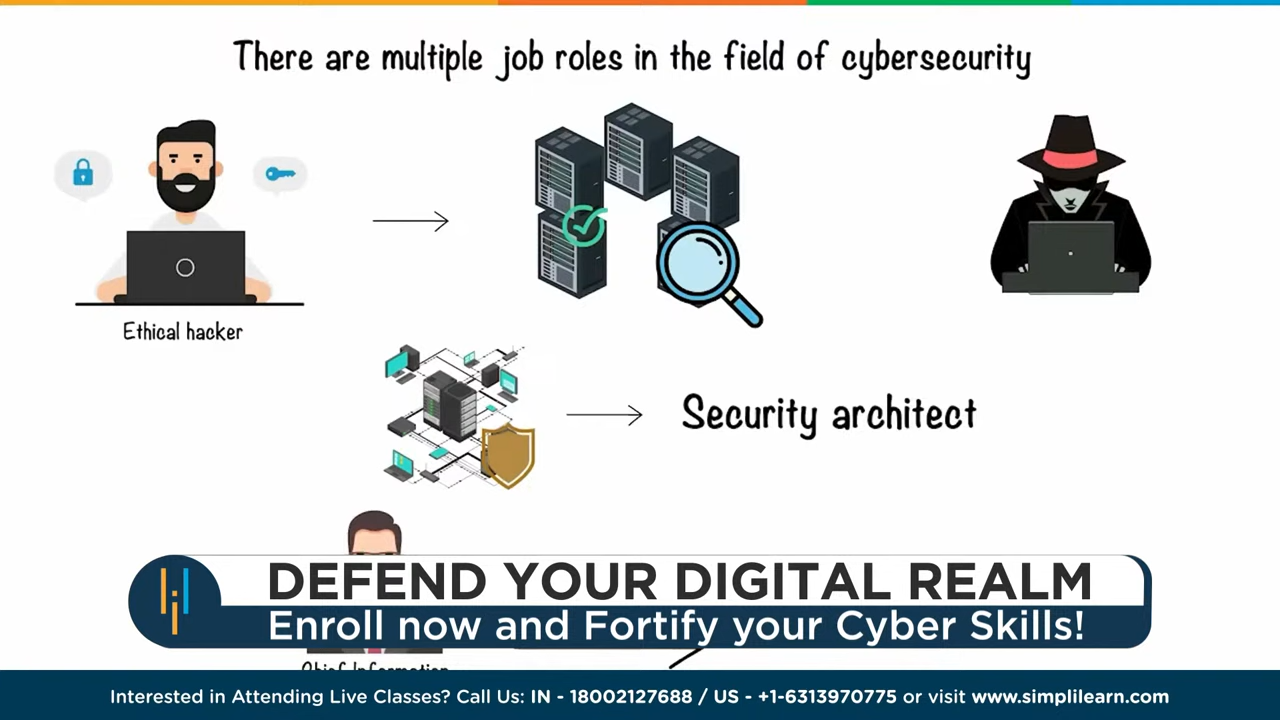 There are multiple job roles in the field of cybersecurity
Ethical hacker
Security architect
DEFEND YOUR DIGITAL REALM
Enroll now and Fortify your Cyber Skills!
Chief Information
Interested in Attending Live Classes? Call Us: IN - 18002127688 / US - +1-6313970775 or visit www.simplilearn.com